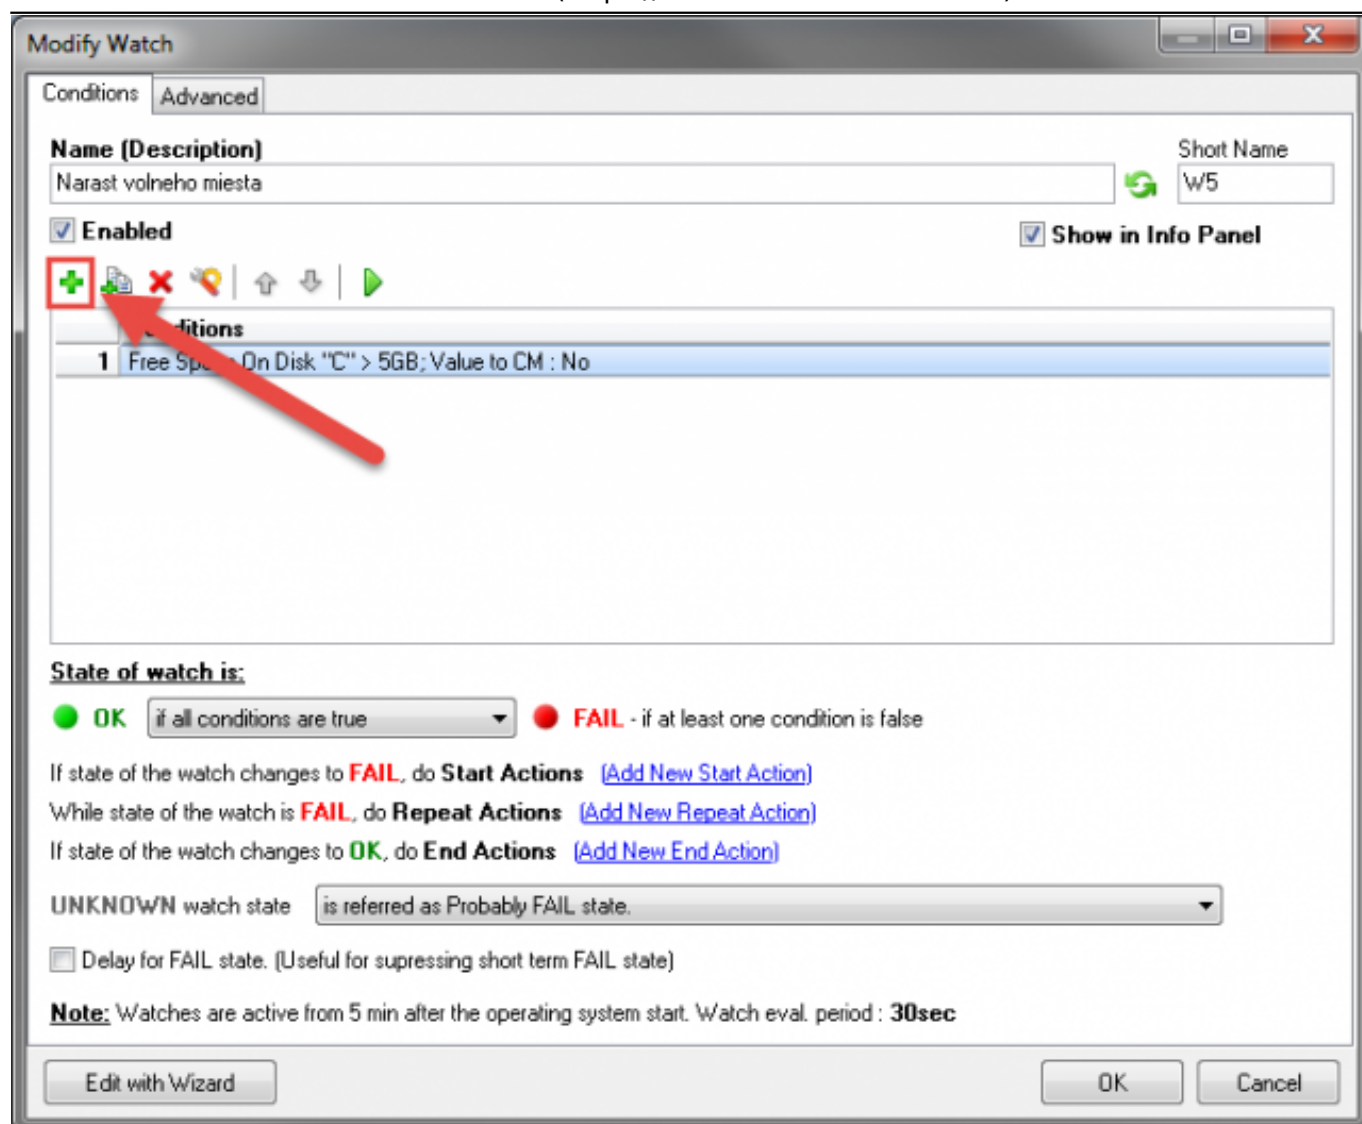 Modify Watch
Conditions Advanced
Name (Description) Short Name
Narast volneho miesta W5
Enabled Show in Info Panel
1 Free On Disk "C" > 5GB; Value to CM : No
State of watch is:
OK if all conditions are true FAIL - if at least one condition is false
If state of the watch changes to FAIL, do Start Actions (Add New Start Action)
While state of the watch is FAIL, do Repeat Actions (Add New Repeat Action)
If state of the watch changes to OK, do End Actions (Add New End Action)
UNKNOWN watch state is referred as Probably FAIL state.
Delay for FAIL state. (Useful for supressing short term FAIL state)
Note: Watches are active from 5 min after the operating system start. Watch eval. period : 30sec
Edit with Wizard OK Cancel